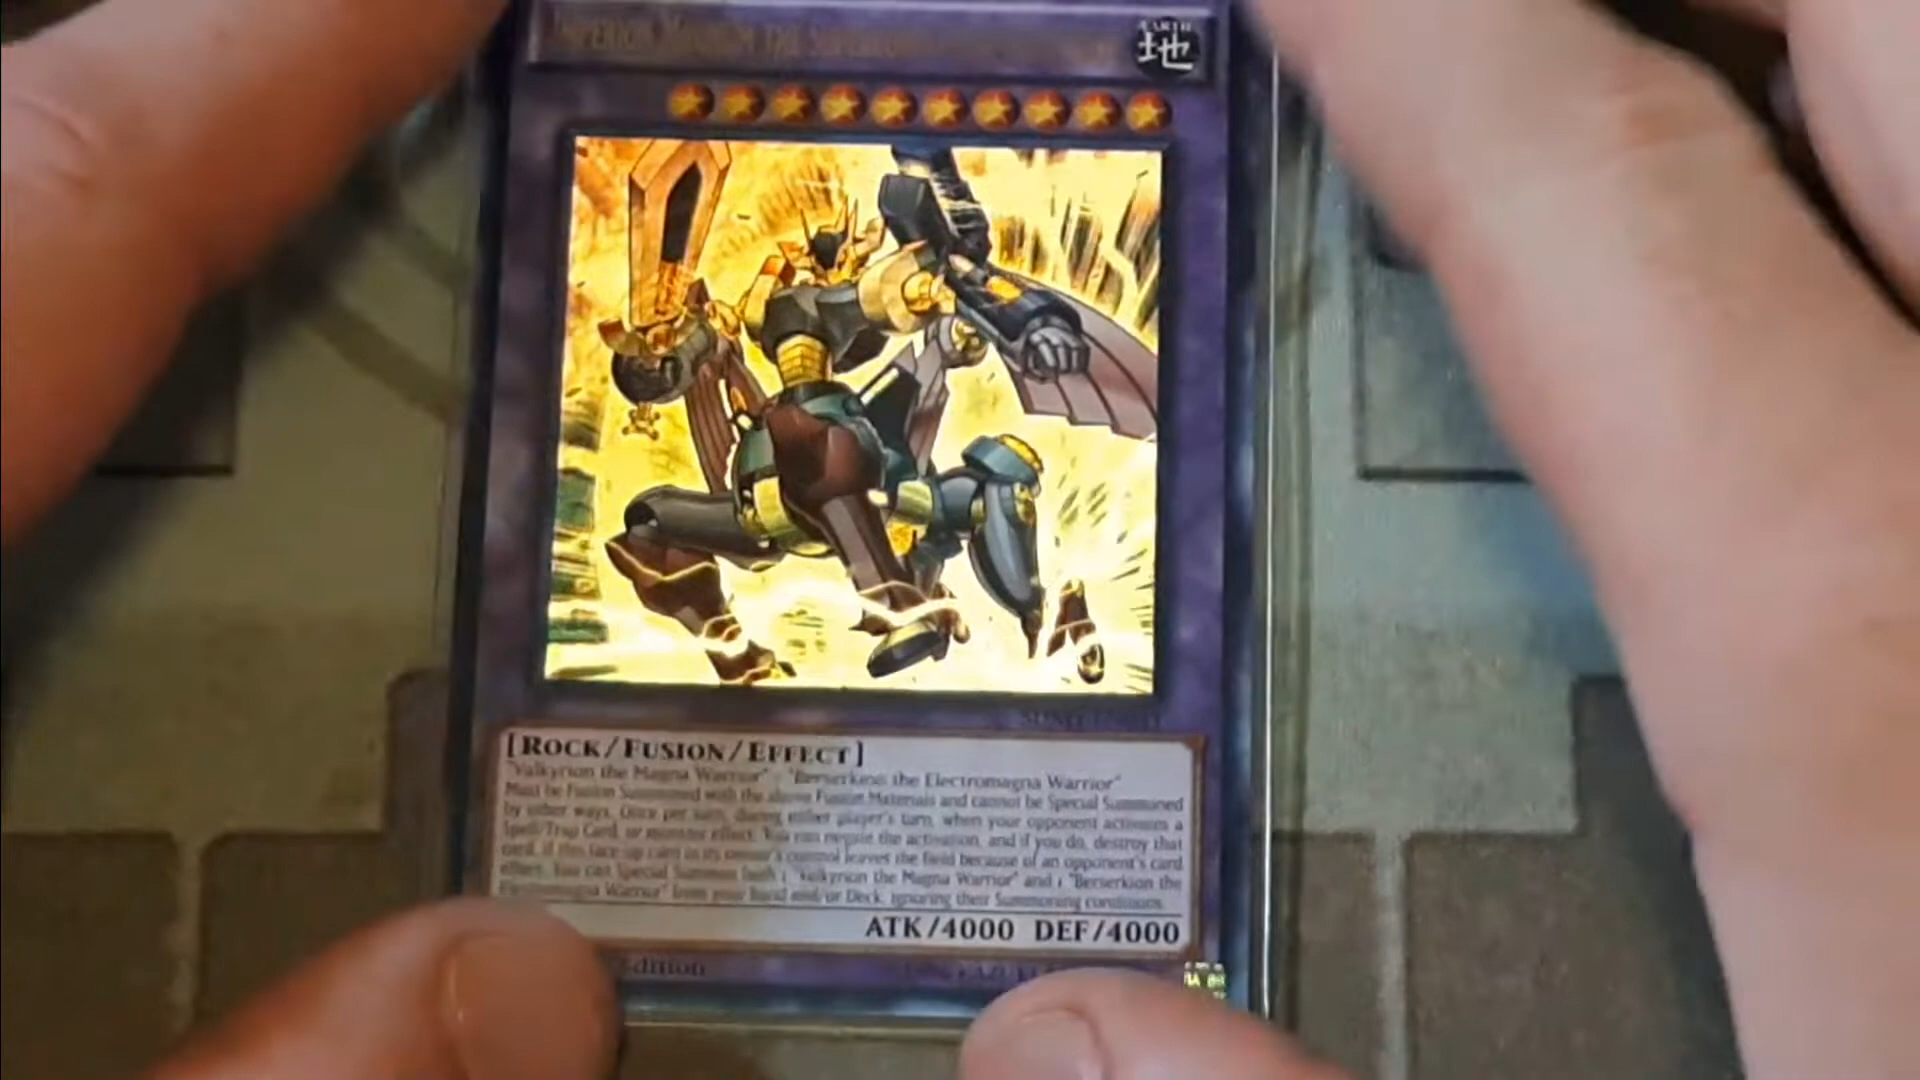 IMPERION MAGNUM THE
EARTH
地
[ROCK/FUSION/EFFECT]
"Valkyrion the Magna Warrior" + "Berserkion the Electromagna Warrior"
Must be Fusion Summoned with the above Fusion Materials and cannot be Special Summoned
by other ways. Once per turn, during either player's turn, when your opponent activates a
Spell/Trap Card, or monster effect: You can negate the activation, and if you do, destroy that
card. If this face-up card in its owner's control leaves the field because of an opponent's card
effect: You can Special Summon both 1 "Valkyrion the Magna Warrior" and 1 "Berserkion the
Electromagna Warrior" from your hand and/or Deck, ignoring their Summoning conditions.
ATK/4000 DEF/4000
Edition